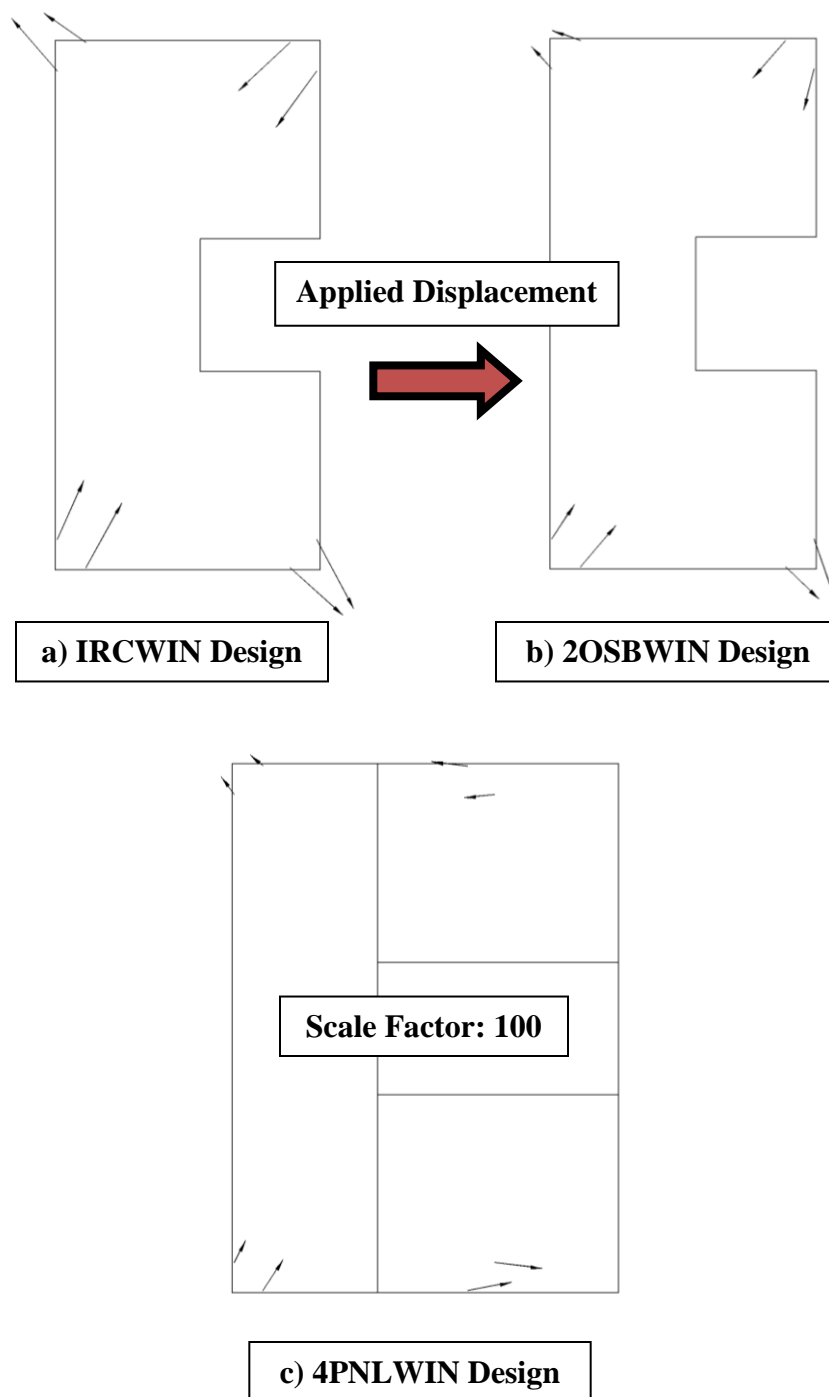 Applied Displacement
a) IRCWIN Design
b) 2OSBWIN Design
Scale Factor: 100
c) 4PNLWIN Design